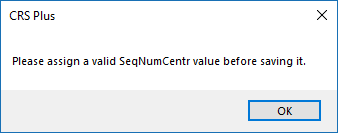 CRS Plus
Please assign a valid SeqNumCentr value before saving it.
OK